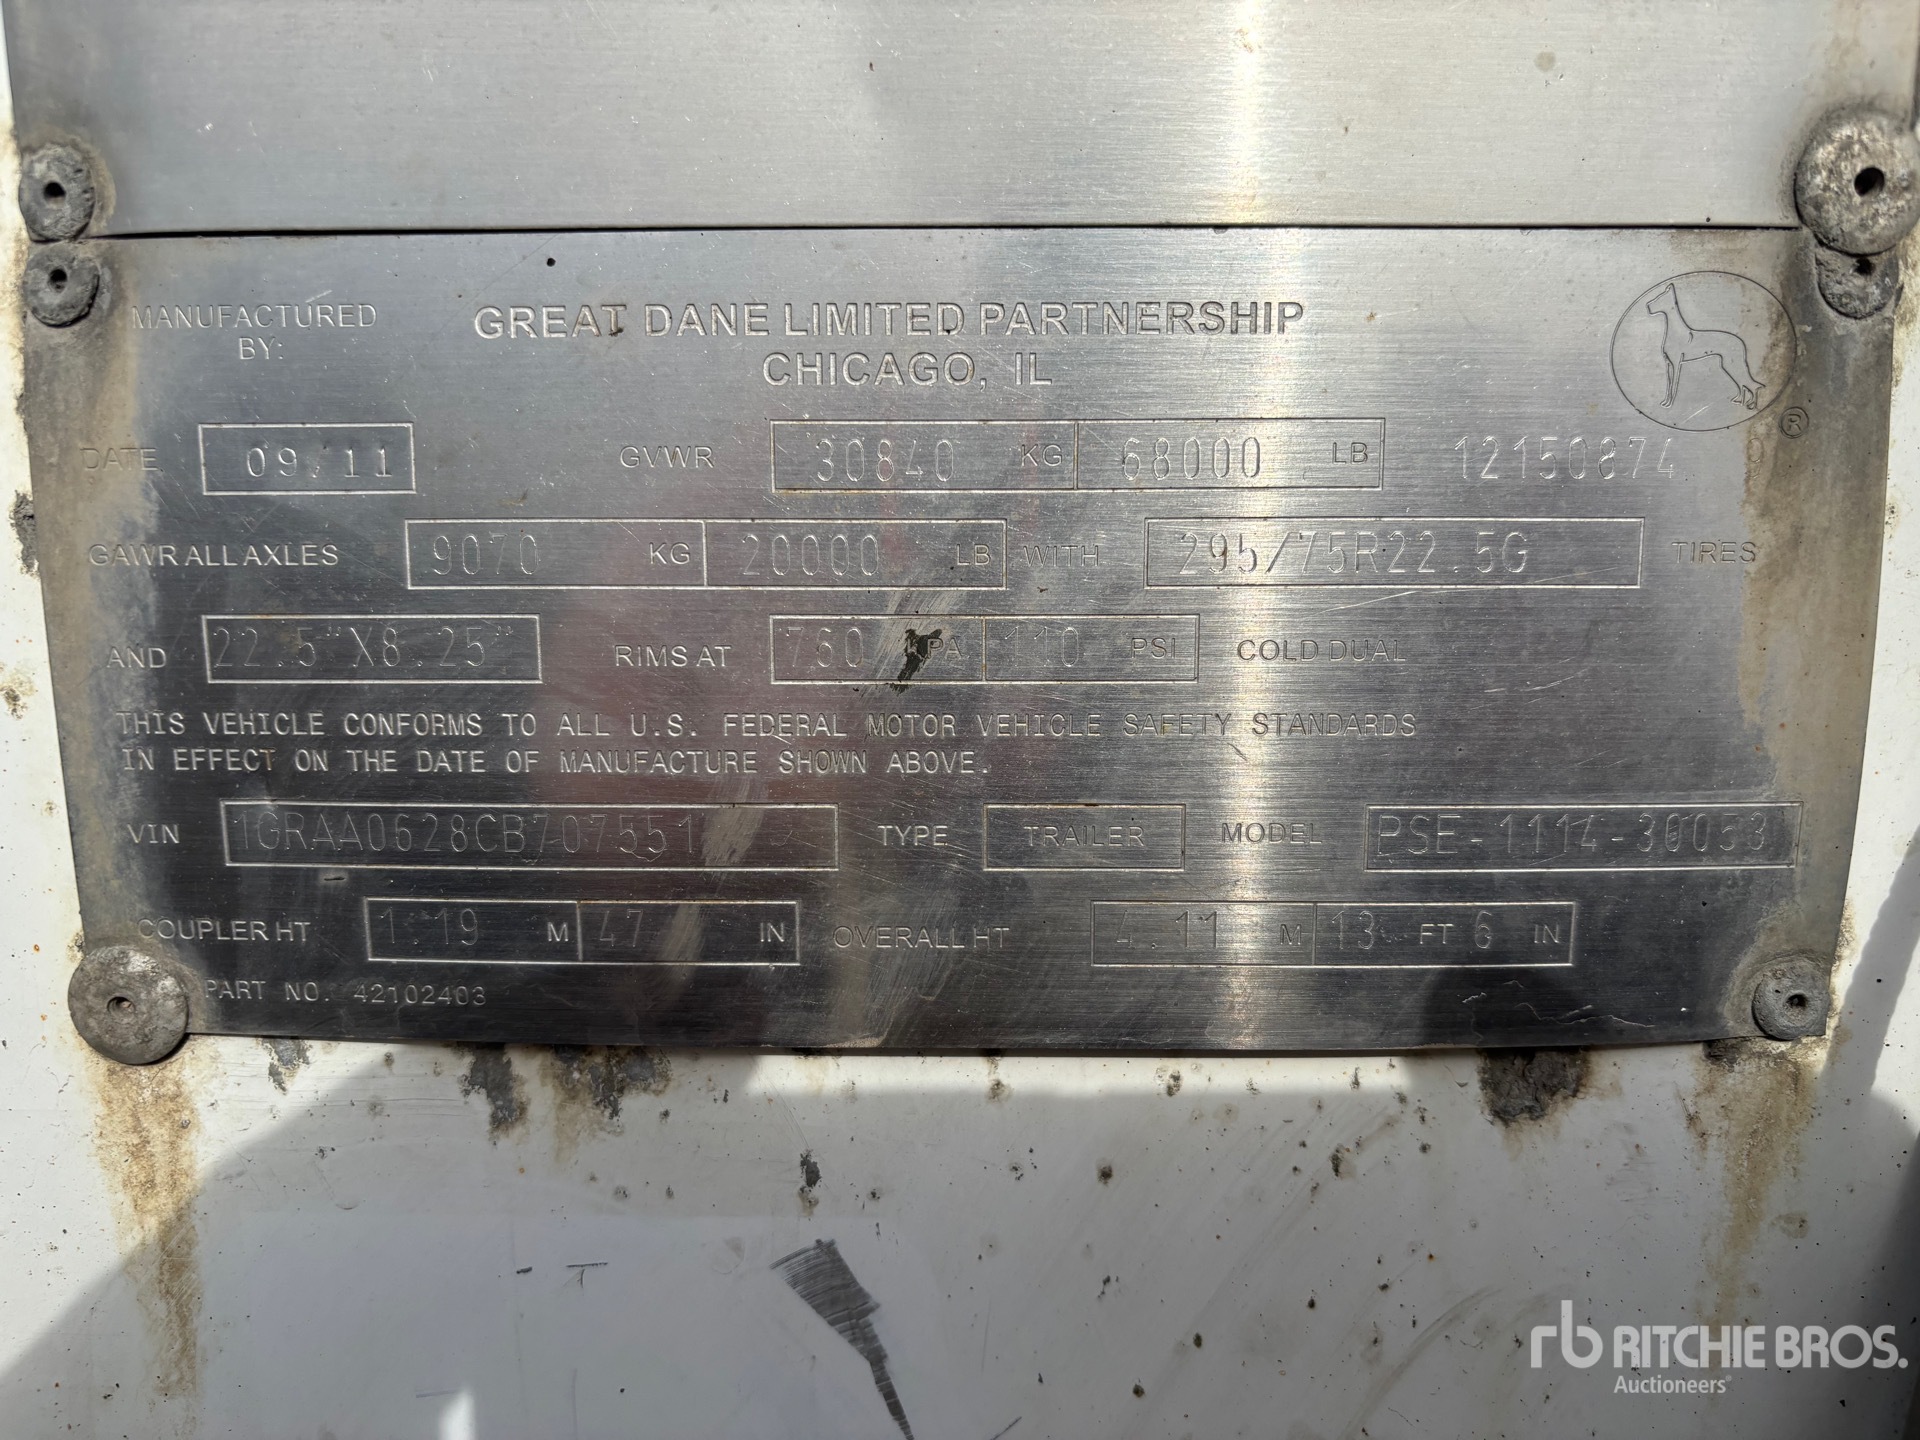 MANUFACTURED BY: GREAT DANE LIMITED PARTNERSHIP
CHICAGO, IL
®
DATE 09/11 GVWR 30840 KG 68000 LB 12150874
GAWR ALL AXLES 9070 KG 20000 LB WITH 295/75R22.5G TIRES
AND 22.5"X8.25" RIMS AT 760 KPA 110 PSI COLD DUAL
THIS VEHICLE CONFORMS TO ALL U.S. FEDERAL MOTOR VEHICLE SAFETY STANDARDS
IN EFFECT ON THE DATE OF MANUFACTURE SHOWN ABOVE.
VIN 1GRAA0628CB707551 TYPE TRAILER MODEL PSE-1114-30053
COUPLER HT 1.19 M 47 IN OVERALL HT 4.11 M 13 FT 6 IN
PART NO. 42102403
rb RITCHIE BROS.
Auctioneers